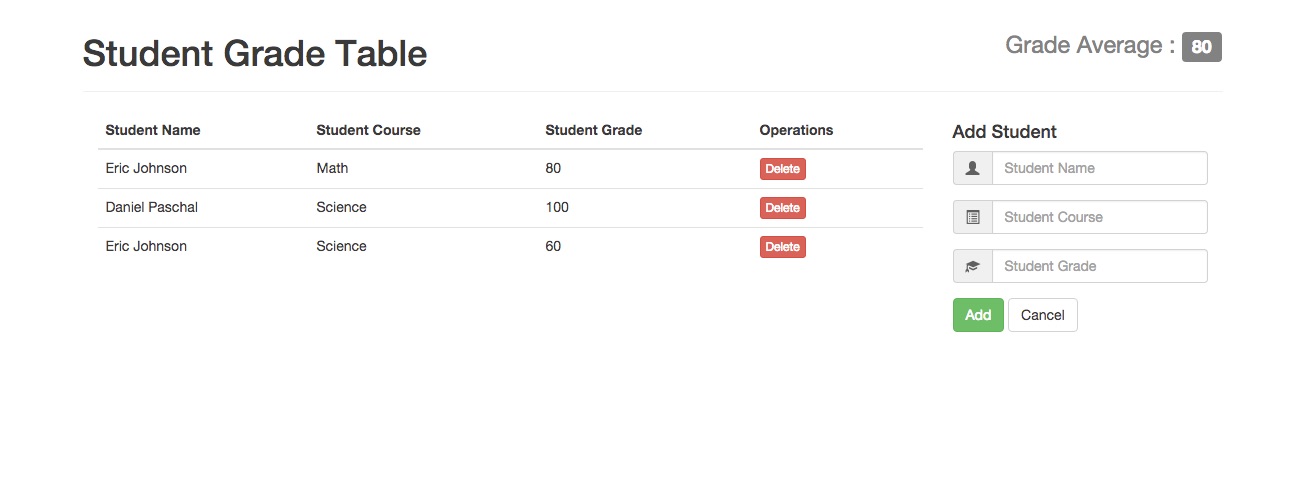 Student Grade Table
Grade Average : 80
Student Name Student Course Student Grade Operations
Eric Johnson Math 80 Delete
Daniel Paschal Science 100 Delete
Eric Johnson Science 60 Delete
Add Student
Student Name
Student Course
Student Grade
Add Cancel